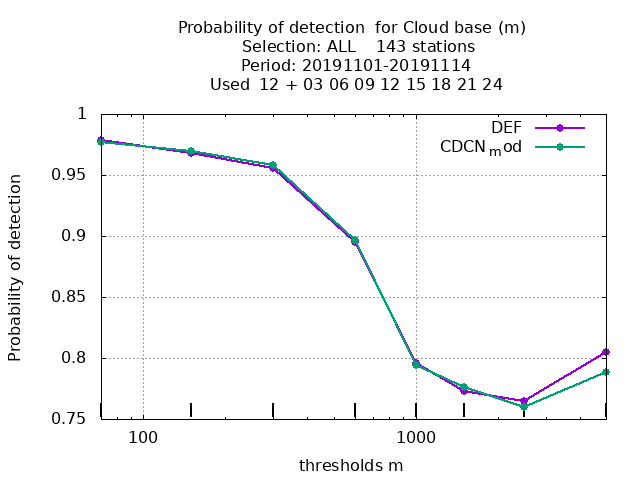 Probability of detection  for Cloud base (m)
Selection: ALL    143 stations
Period: 20191101-20191114
Used  12 + 03 06 09 12 15 18 21 24
1
0.95
0.9
0.85
0.8
0.75
Probability of detection
DEF
CDCNmod
100
1000
thresholds m